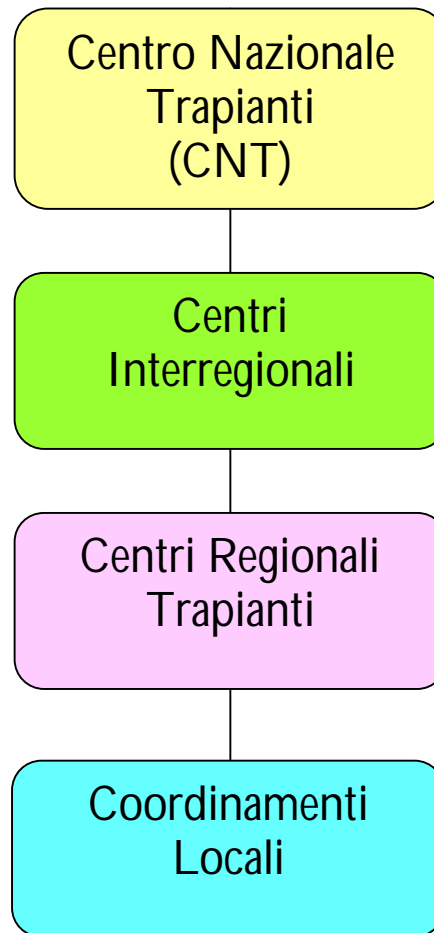 Centro Nazionale
Trapianti
(CNT)
Centri
Interregionali
Centri Regionali
Trapianti
Coordinamenti
Locali